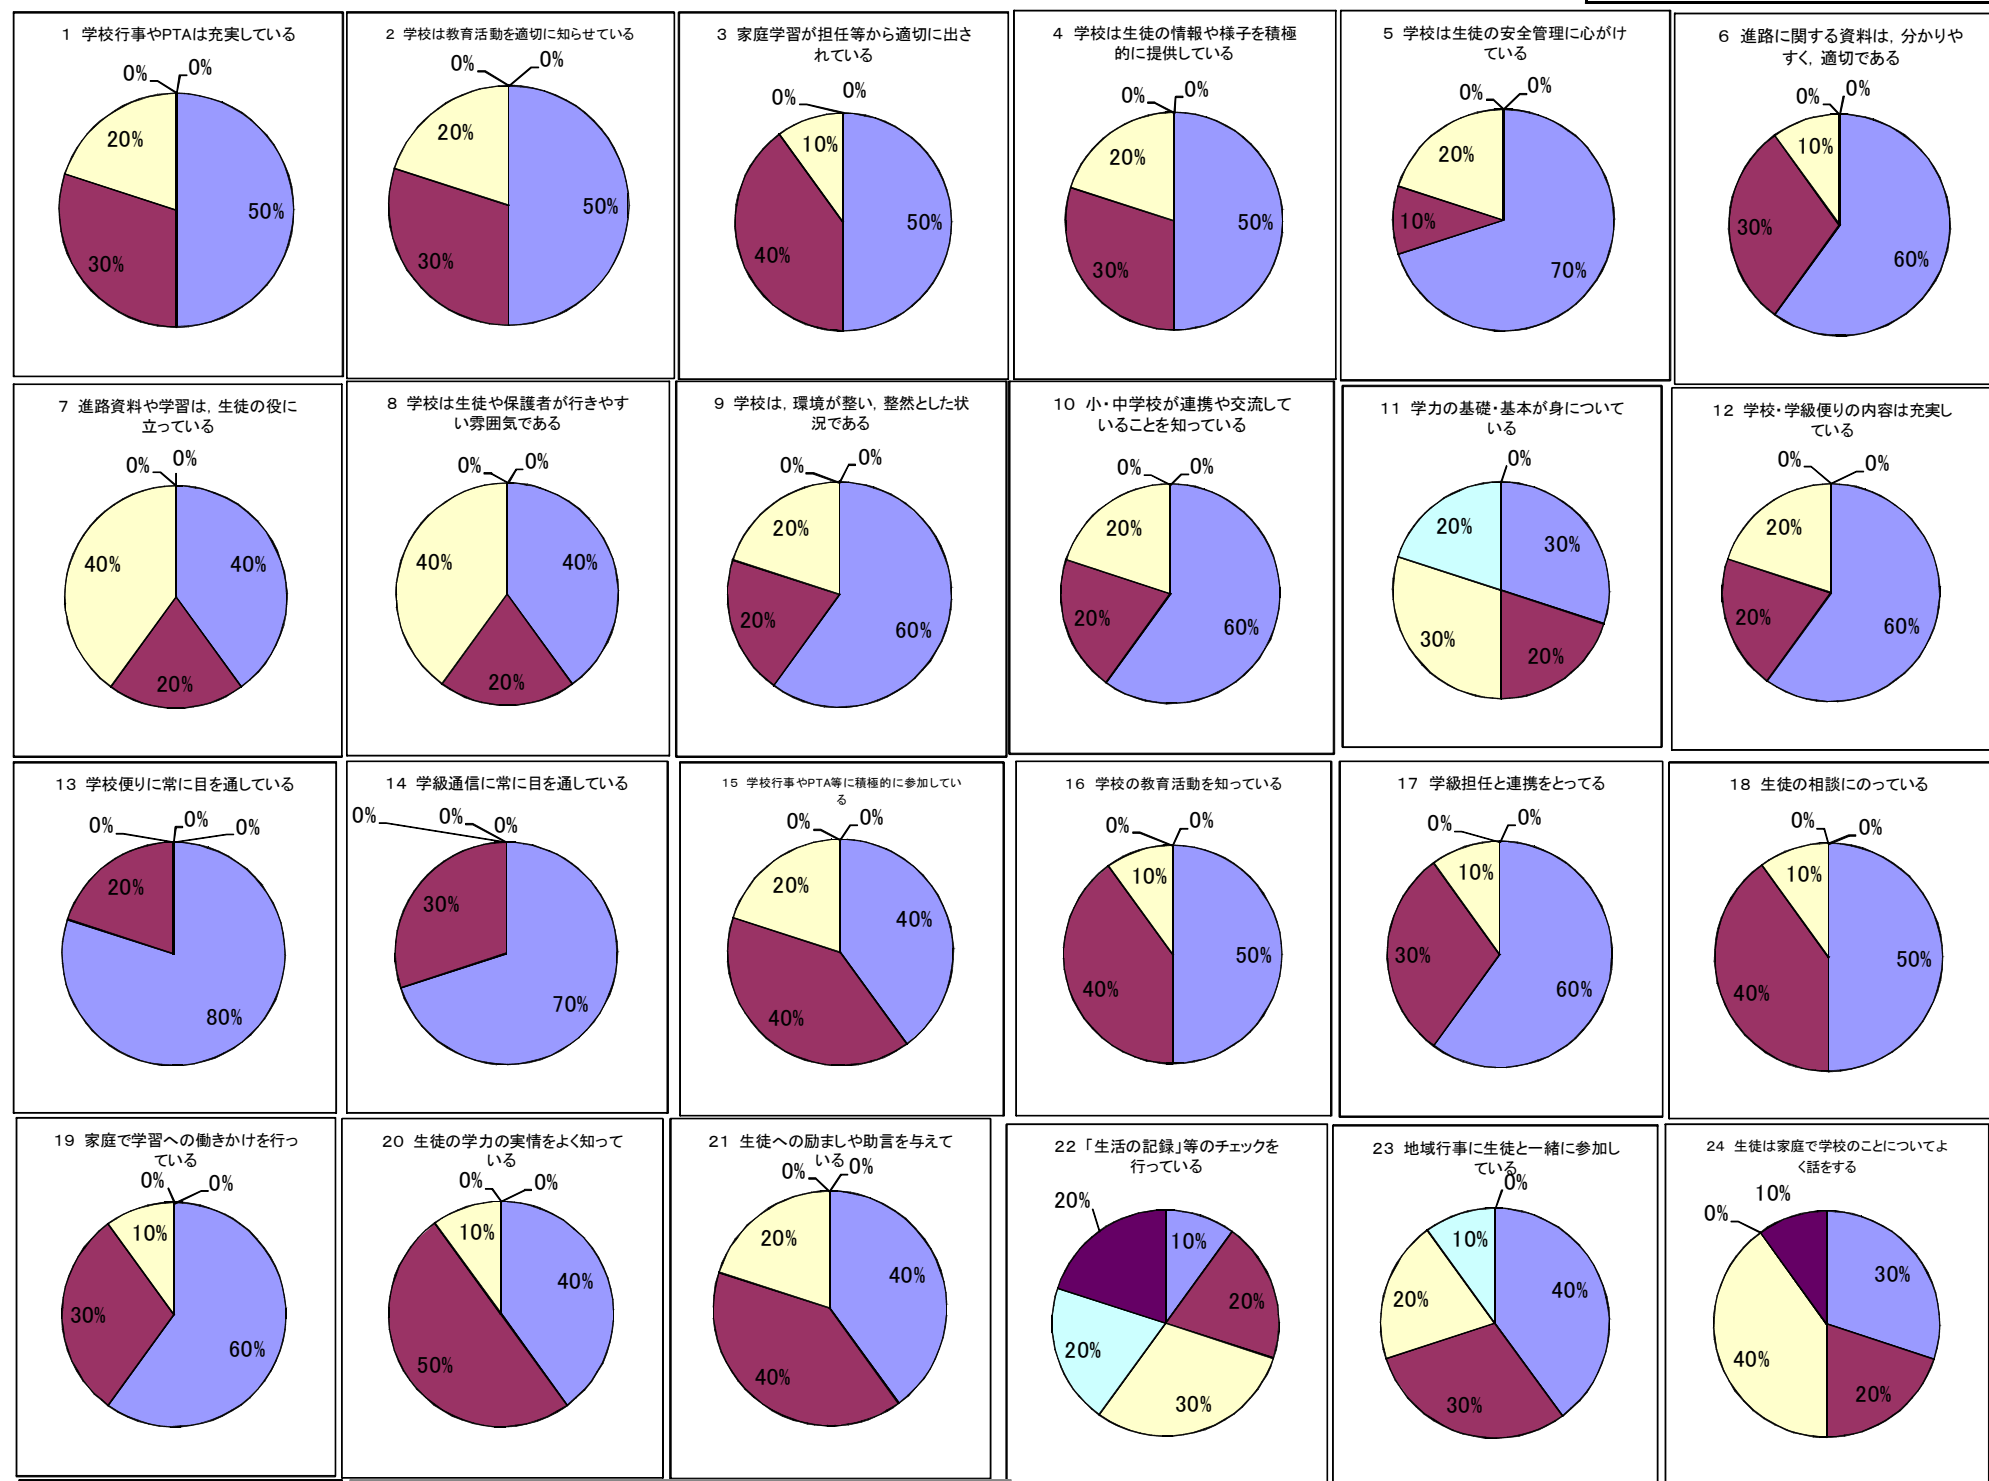 1 学校行事やPTAは充実している
0%
0%
20%
50%
30%
2 学校は教育活動を適切に知らせている
0%
0%
20%
50%
30%
3 家庭学習が担任等から適切に出さ
れている
0%
0%
10%
50%
40%
4 学校は生徒の情報や様子を積極
的に提供している
0%
0%
20%
50%
30%
5 学校は生徒の安全管理に心がけ
ている
0%
0%
20%
10%
70%
6 進路に関する資料は,分かりや
すく,適切である
0%
0%
10%
30%
60%
7 進路資料や学習は,生徒の役に
立っている
0%
0%
40%
40%
20%
8 学校は生徒や保護者が行きやす
い雰囲気である
0%
0%
40%
40%
20%
9 学校は,環境が整い,整然とした状
況である
0%
0%
20%
20%
60%
10 小・中学校が連携や交流して
いることを知っている
0%
0%
20%
20%
60%
11 学力の基礎・基本が身について
いる
0%
20%
30%
30%
20%
12 学校・学級便りの内容は充実し
ている
0%
0%
20%
20%
60%
13 学校便りに常に目を通している
0%
0%
0%
20%
80%
14 学級通信に常に目を通している
0%
0%
0%
30%
70%
15 学校行事やPTA等に積極的に参加してい
る
0%
0%
20%
40%
40%
16 学校の教育活動を知っている
0%
0%
10%
50%
40%
17 学級担任と連携をとってる
0%
0%
10%
30%
60%
18 生徒の相談にのっている
0%
0%
10%
50%
40%
19 家庭で学習への働きかけを行っ
ている
0%
0%
10%
30%
60%
20 生徒の学力の実情をよく知って
いる
0%
0%
10%
40%
50%
21 生徒への励ましや助言を与えて
いる
0%
0%
20%
40%
40%
22 「生活の記録」等のチェックを
行っている
20%
10%
20%
20%
30%
23 地域行事に生徒と一緒に参加し
ている
0%
10%
20%
40%
30%
24 生徒は家庭で学校のことについてよ
く話をする
10%
0%
30%
40%
20%